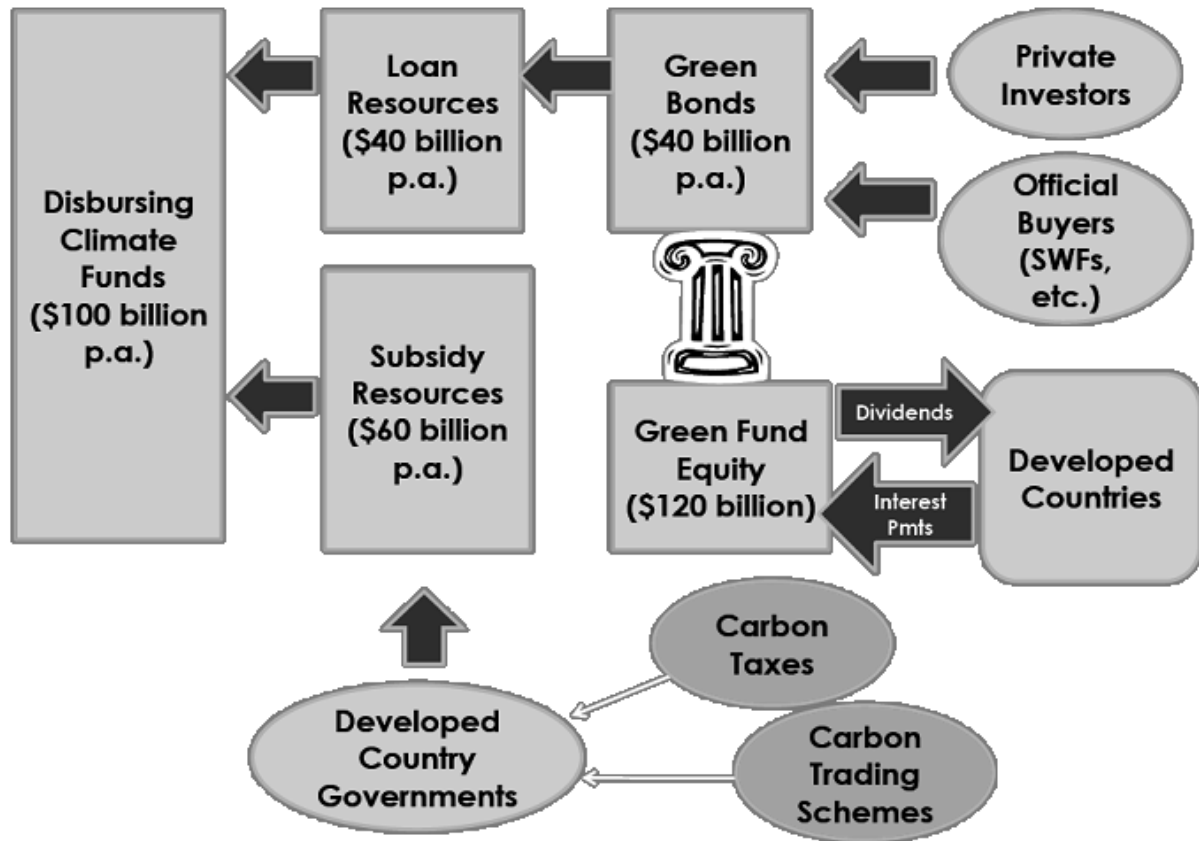 Disbursing
Climate
Funds
($100 billion
p.a.)
Loan
Resources
($40 billion
p.a.)
Green
Bonds
($40 billion
p.a.)
Private
Investors
Official
Buyers
(SWFs,
etc.)
Subsidy
Resources
($60 billion
p.a.)
Green Fund
Equity
($120 billion)
Dividends
Interest
Pmts
Developed
Countries
Carbon
Taxes
Developed
Country
Governments
Carbon
Trading
Schemes